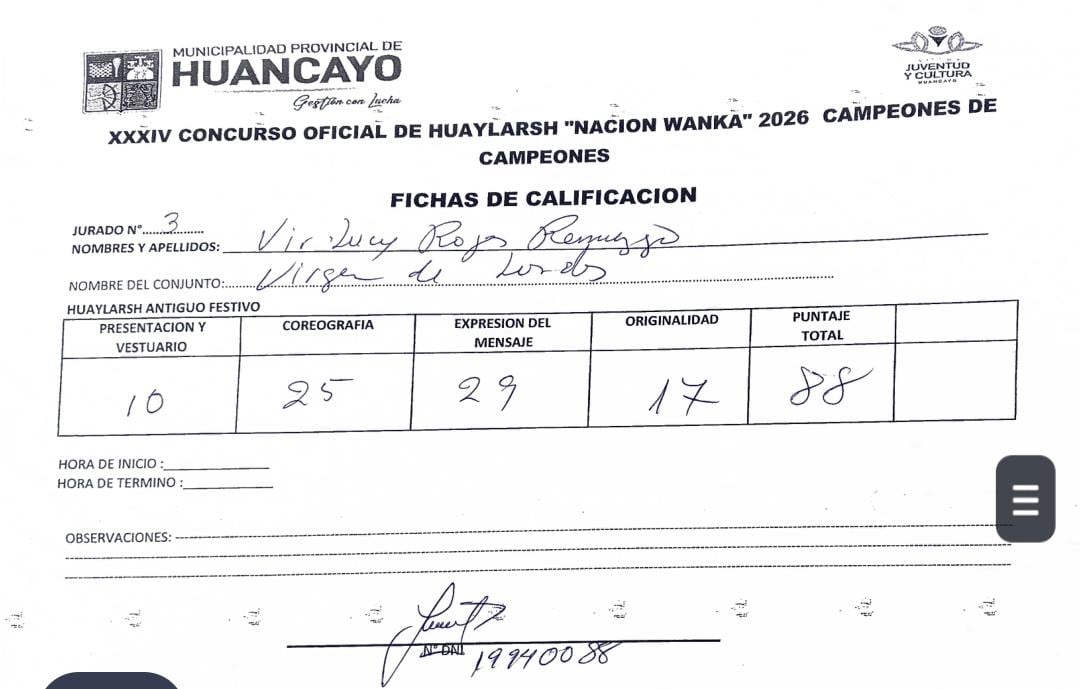 MUNICIPALIDAD PROVINCIAL DE
HUANCAYO
Gestión con Lucha
JUVENTUD
Y CULTURA
HUANCAYO
XXXIV CONCURSO OFICIAL DE HUAYLARSH "NACION WANKA" 2026 CAMPEONES DE
CAMPEONES
FICHAS DE CALIFICACION
JURADO N°......3........
NOMBRES Y APELLIDOS: Lucy Rojas
NOMBRE DEL CONJUNTO: Virgen de
HUAYLARSH ANTIGUO FESTIVO
PRESENTACION Y VESTUARIO COREOGRAFIA EXPRESION DEL MENSAJE ORIGINALIDAD PUNTAJE TOTAL
10 25 29 17 88
HORA DE INICIO :
HORA DE TERMINO :
OBSERVACIONES:
N° DNI 19940088